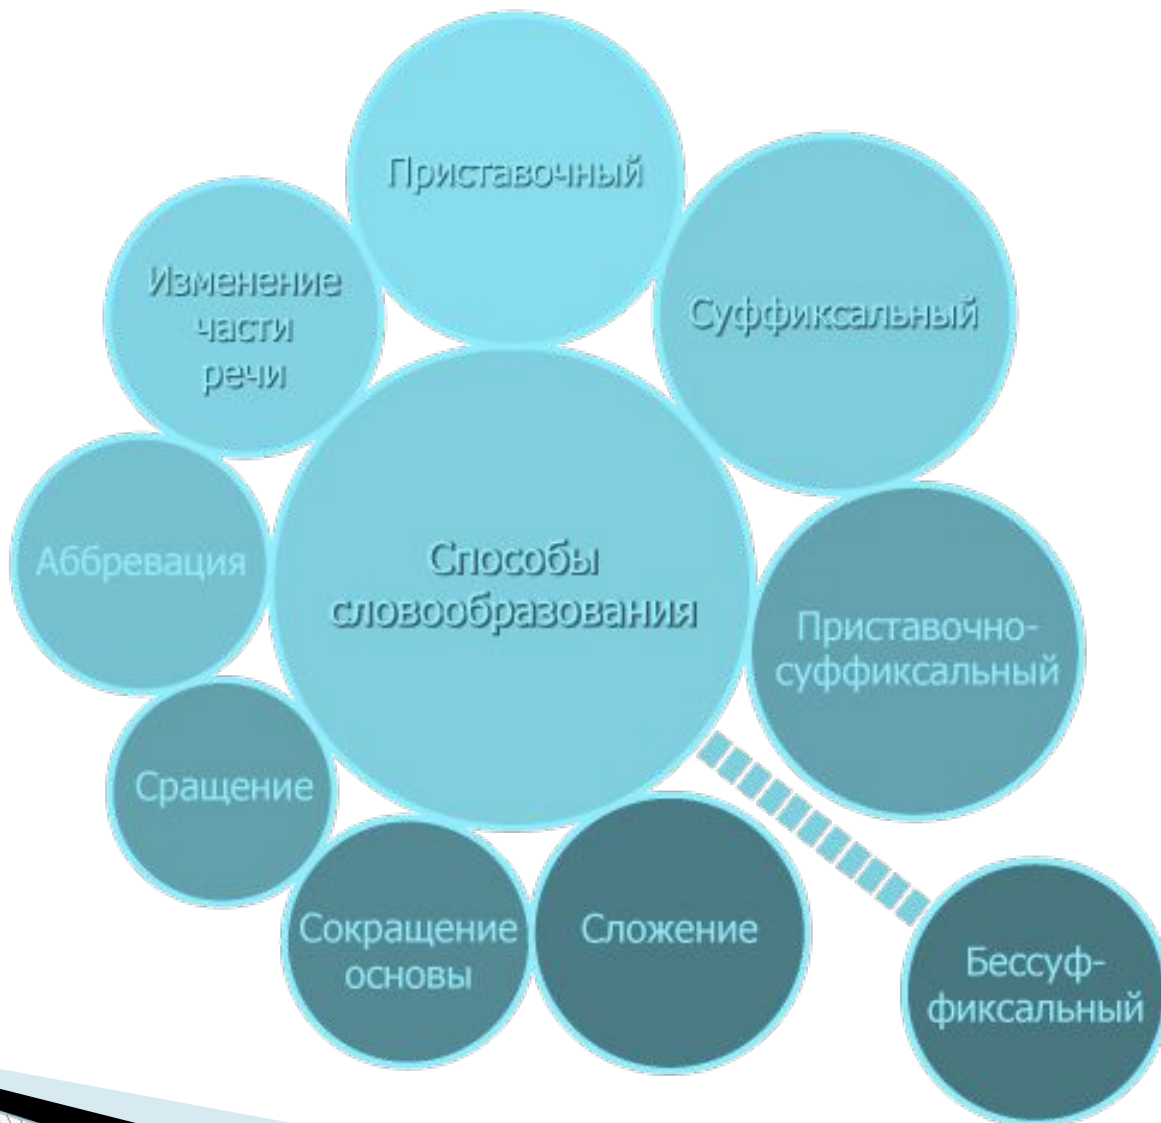 Приставочный
Суффиксальный
Изменение
части
речи
Аббревация
Способы
словообразования
Приставочно-
суффиксальный
Сращение
Сокращение
основы
Сложение
Бессуф-
фиксальный